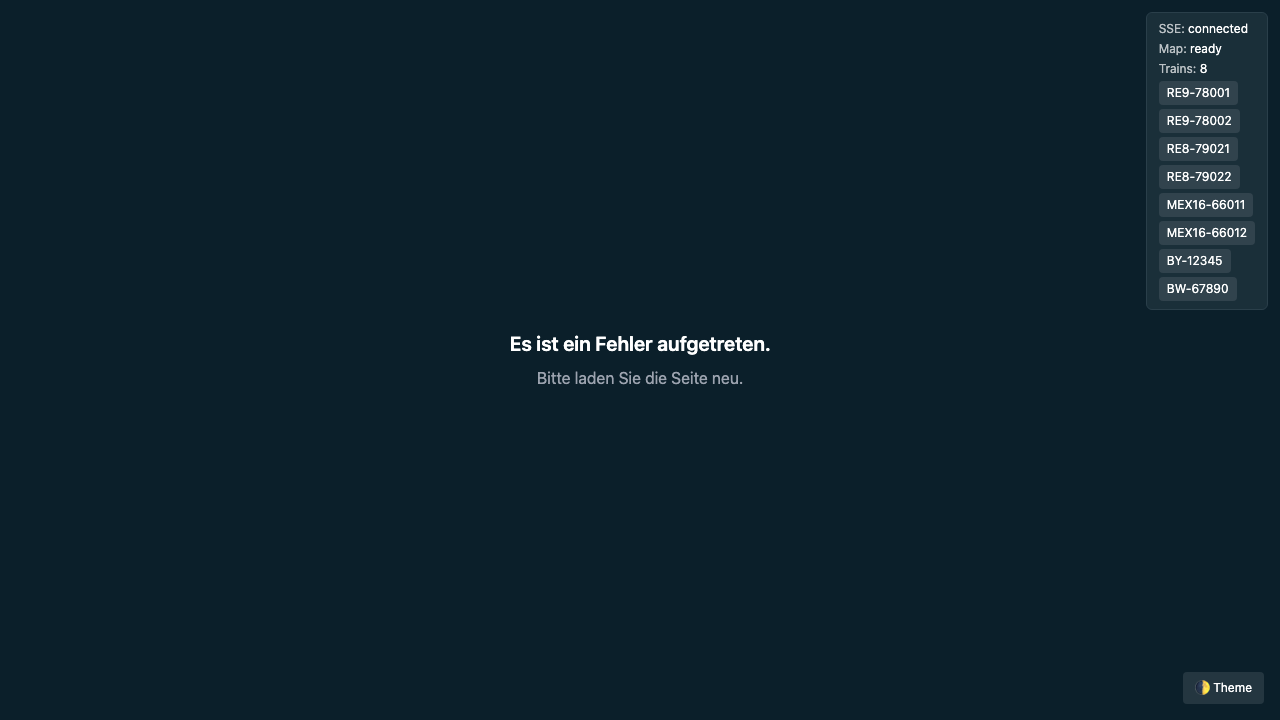 SSE: connected
Map: ready
Trains: 8
RE9-78001
RE9-78002
RE8-79021
RE8-79022
MEX16-66011
MEX16-66012
BY-12345
BW-67890
Es ist ein Fehler aufgetreten.
Bitte laden Sie die Seite neu.
🌗 Theme